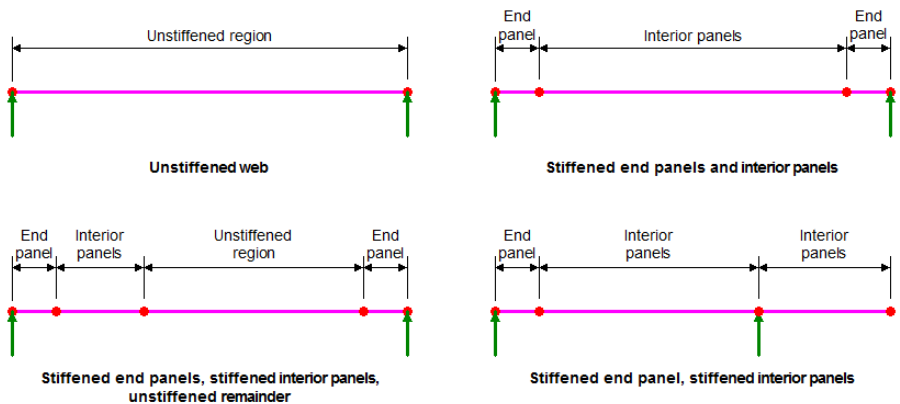 Unstiffened region
Unstiffened web
End
panel
Interior panels
End
panel
Stiffened end panels and interior panels
End
panel
Interior
panels
Unstiffened
region
End
panel
Stiffened end panels, stiffened interior panels,
unstiffened remainder
End
panel
Interior
panels
Interior
panels
Stiffened end panel, stiffened interior panels